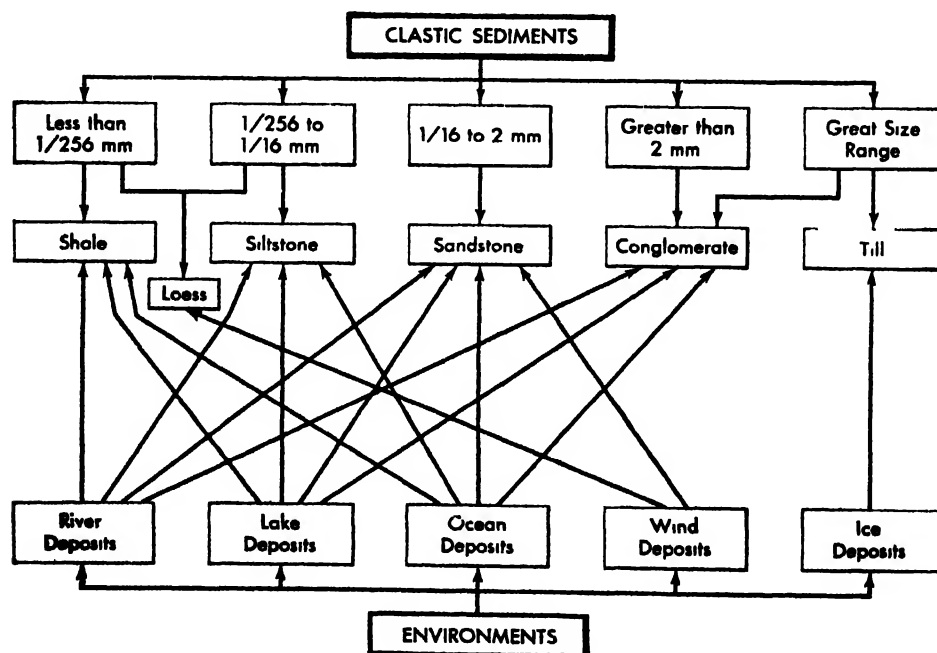 CLASTIC SEDIMENTS
Less than
1/256 mm
1/256 to
1/16 mm
1/16 to 2 mm
Greater than
2 mm
Great Size
Range
Shale
Siltstone
Sandstone
Conglomerate
Till
Loess
River
Deposits
Lake
Deposits
Ocean
Deposits
Wind
Deposits
Ice
Deposits
ENVIRONMENTS